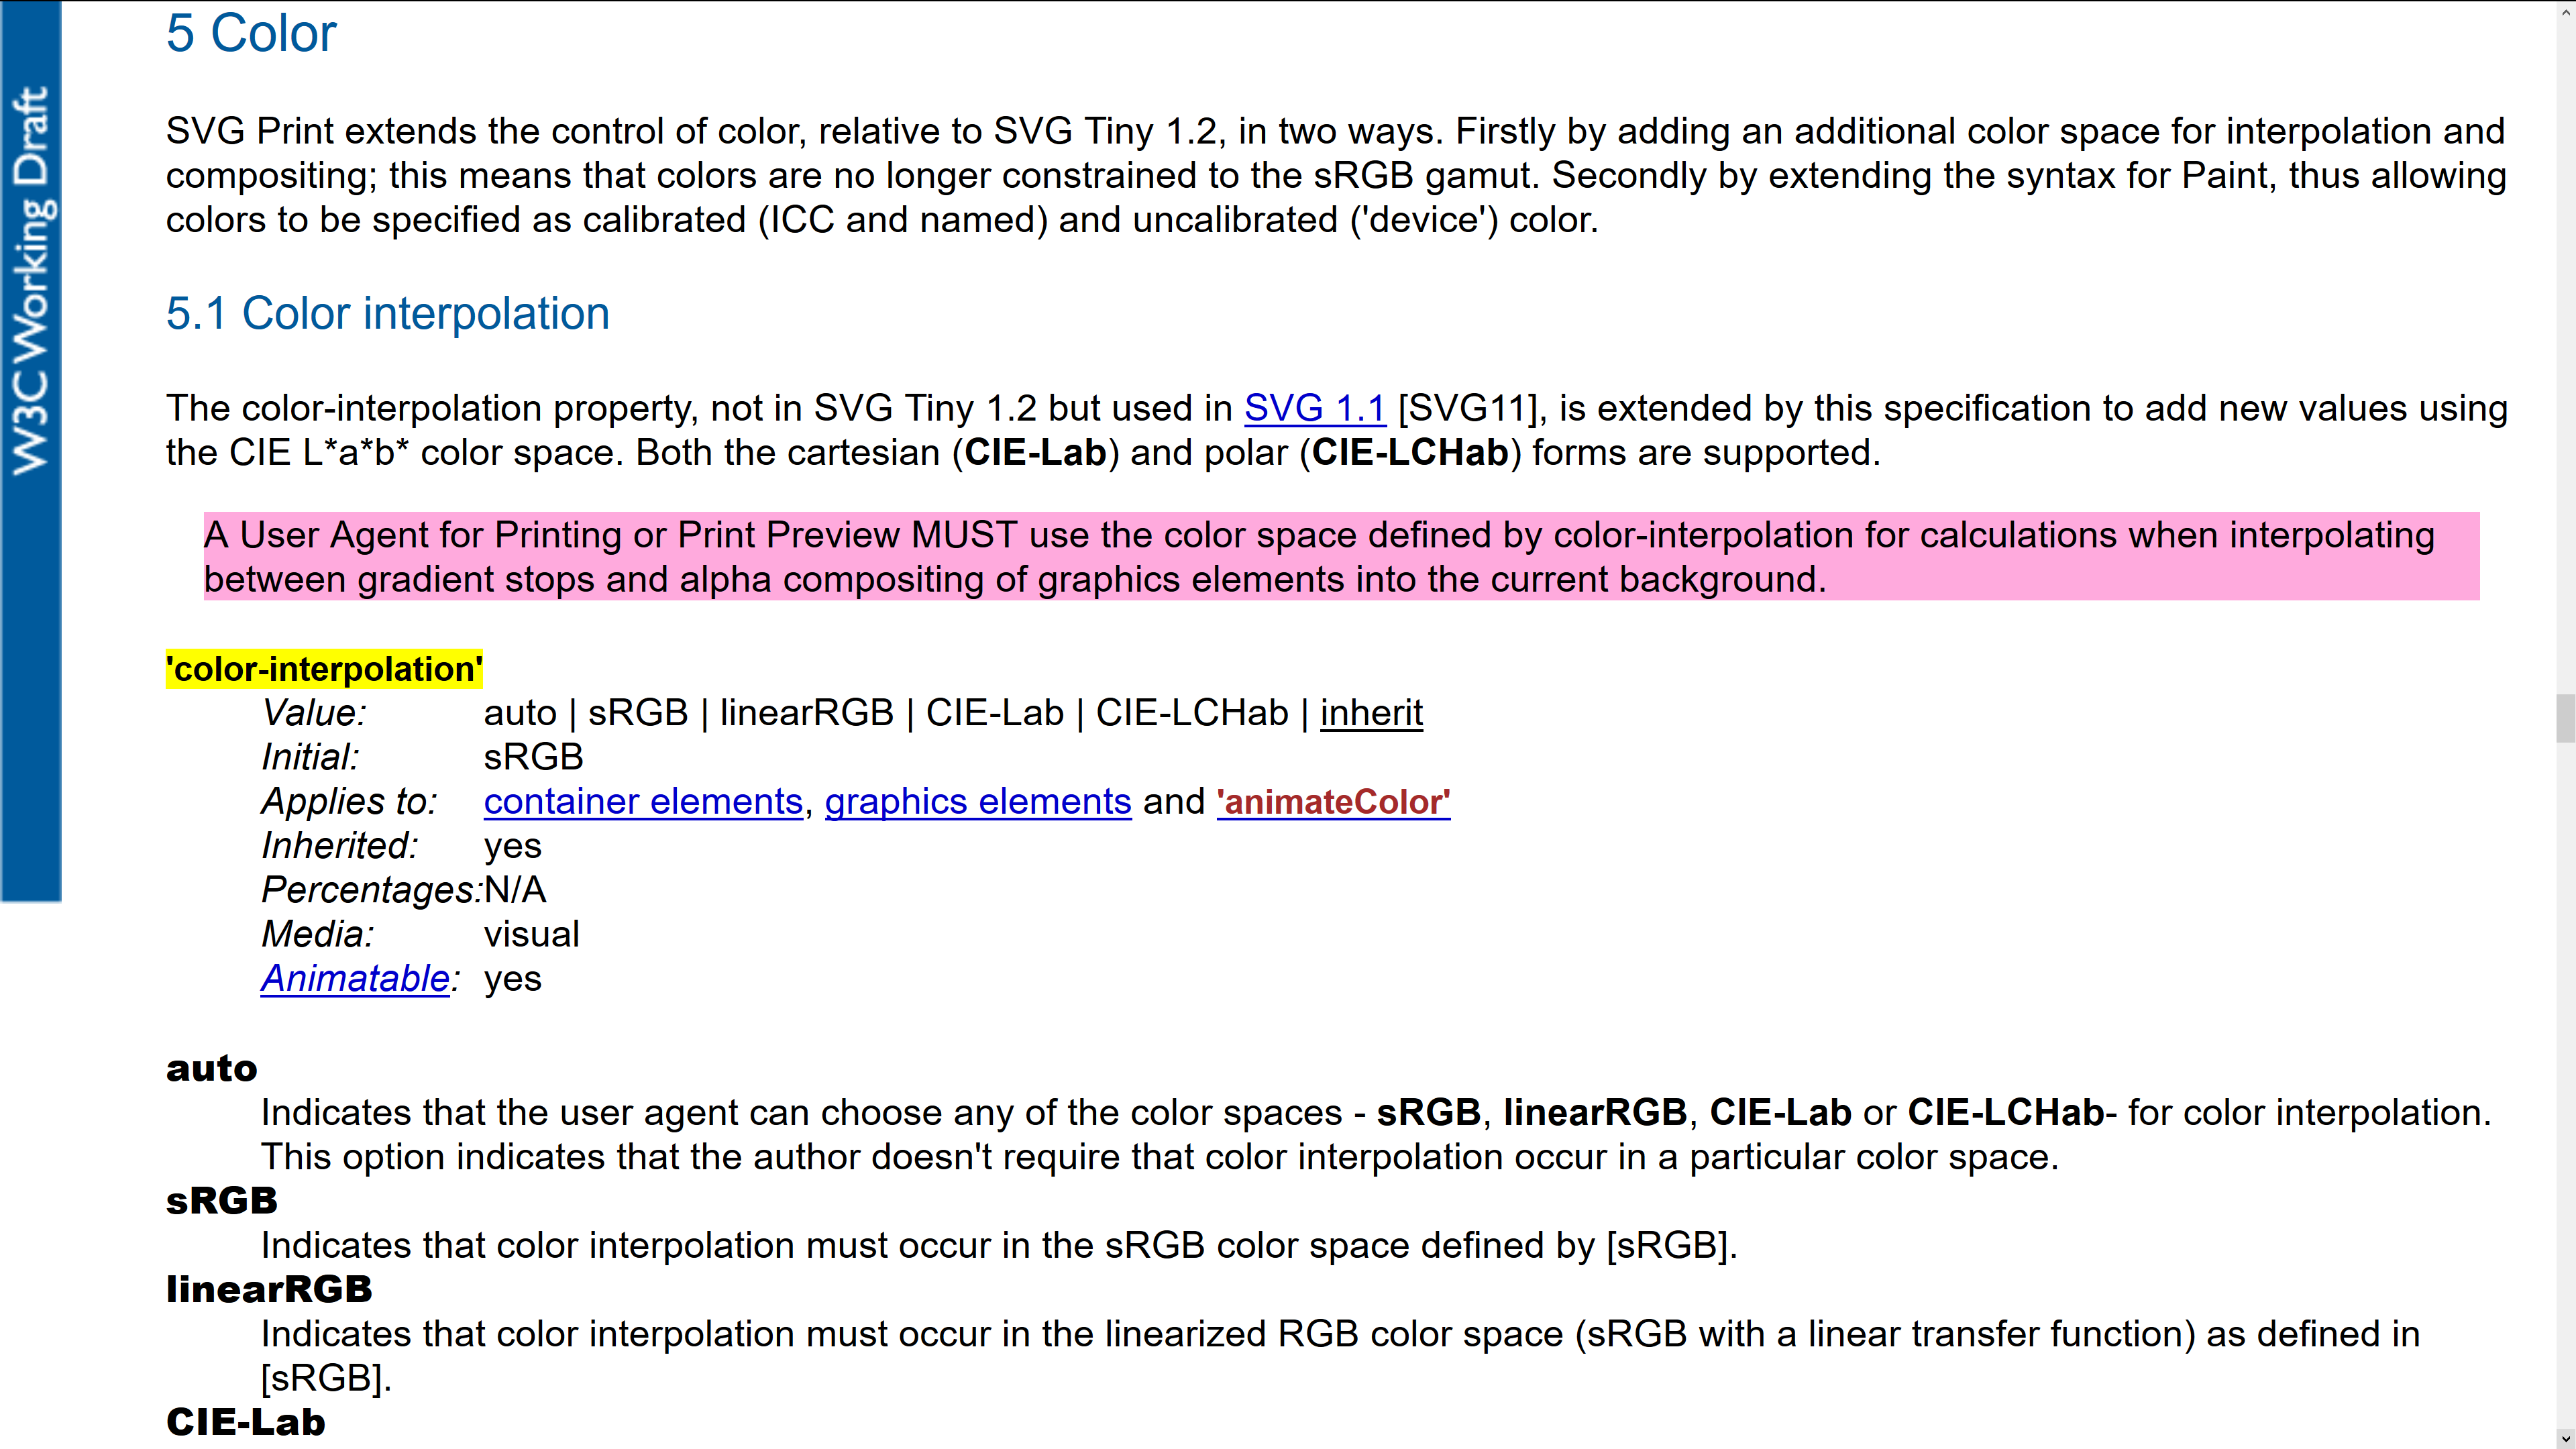 W3C Working Draft
5 Color
SVG Print extends the control of color, relative to SVG Tiny 1.2, in two ways. Firstly by adding an additional color space for interpolation and
compositing; this means that colors are no longer constrained to the sRGB gamut. Secondly by extending the syntax for Paint, thus allowing
colors to be specified as calibrated (ICC and named) and uncalibrated ('device') color.
5.1 Color interpolation
The color-interpolation property, not in SVG Tiny 1.2 but used in SVG 1.1 [SVG11], is extended by this specification to add new values using
the CIE L*a*b* color space. Both the cartesian (CIE-Lab) and polar (CIE-LCHab) forms are supported.
A User Agent for Printing or Print Preview MUST use the color space defined by color-interpolation for calculations when interpolating
between gradient stops and alpha compositing of graphics elements into the current background.
'color-interpolation'
Value: auto | sRGB | linearRGB | CIE-Lab | CIE-LCHab | inherit
Initial: sRGB
Applies to: container elements, graphics elements and 'animateColor'
Inherited: yes
Percentages:N/A
Media: visual
Animatable: yes
auto
Indicates that the user agent can choose any of the color spaces - sRGB, linearRGB, CIE-Lab or CIE-LCHab- for color interpolation.
This option indicates that the author doesn't require that color interpolation occur in a particular color space.
sRGB
Indicates that color interpolation must occur in the sRGB color space defined by [sRGB].
linearRGB
Indicates that color interpolation must occur in the linearized RGB color space (sRGB with a linear transfer function) as defined in
[sRGB].
CIE-Lab